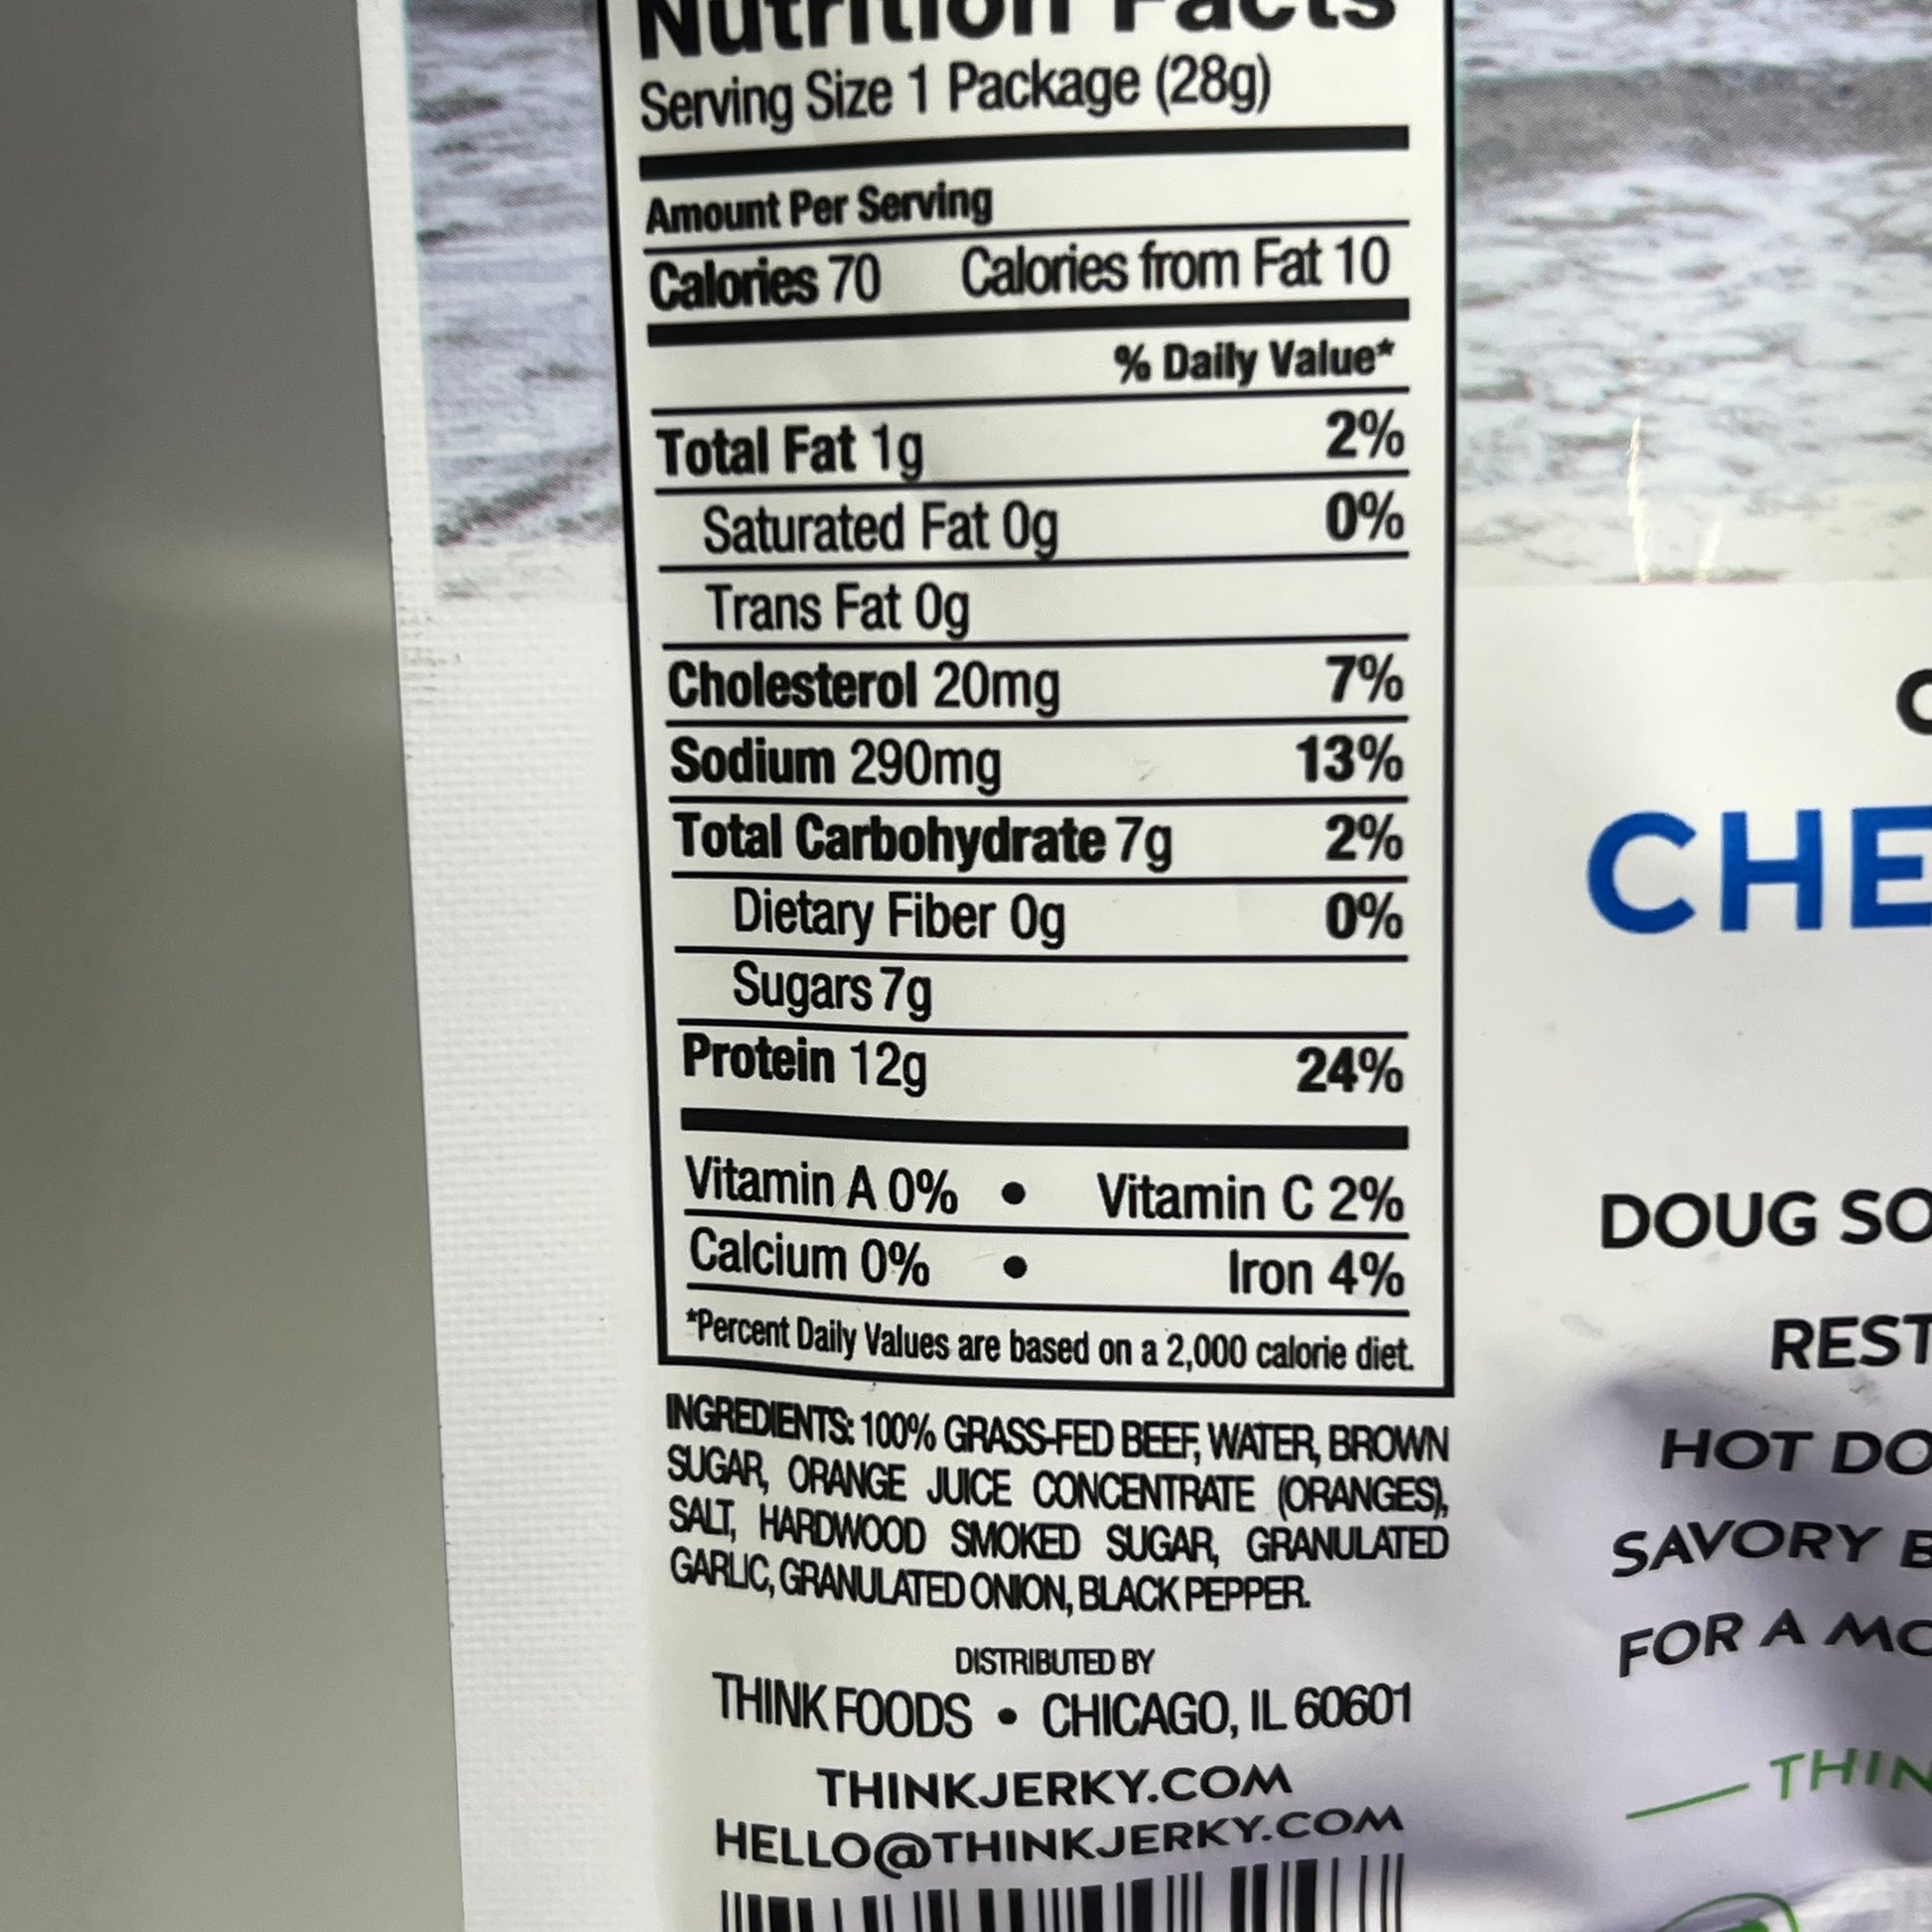 Nutrition Facts
Serving Size 1 Package (28g)
Amount Per Serving
Calories 70 Calories from Fat 10
% Daily Value*
Total Fat 1g 2%
Saturated Fat 0g 0%
Trans Fat 0g
Cholesterol 20mg 7%
Sodium 290mg 13%
Total Carbohydrate 7g 2%
Dietary Fiber 0g 0%
Sugars 7g
Protein 12g 24%
Vitamin A 0% • Vitamin C 2%
Calcium 0% • Iron 4%
*Percent Daily Values are based on a 2,000 calorie diet.
INGREDIENTS: 100% GRASS-FED BEEF, WATER, BROWN
SUGAR, ORANGE JUICE CONCENTRATE (ORANGES),
SALT, HARDWOOD SMOKED SUGAR, GRANULATED
GARLIC, GRANULATED ONION, BLACK PEPPER.
DISTRIBUTED BY
THINK FOODS • CHICAGO, IL 60601
THINKJERKY.COM
HELLO@THINKJERKY.COM
CHE
DOUG SO
REST
HOT DO
SAVORY B
FOR A MO
THIN